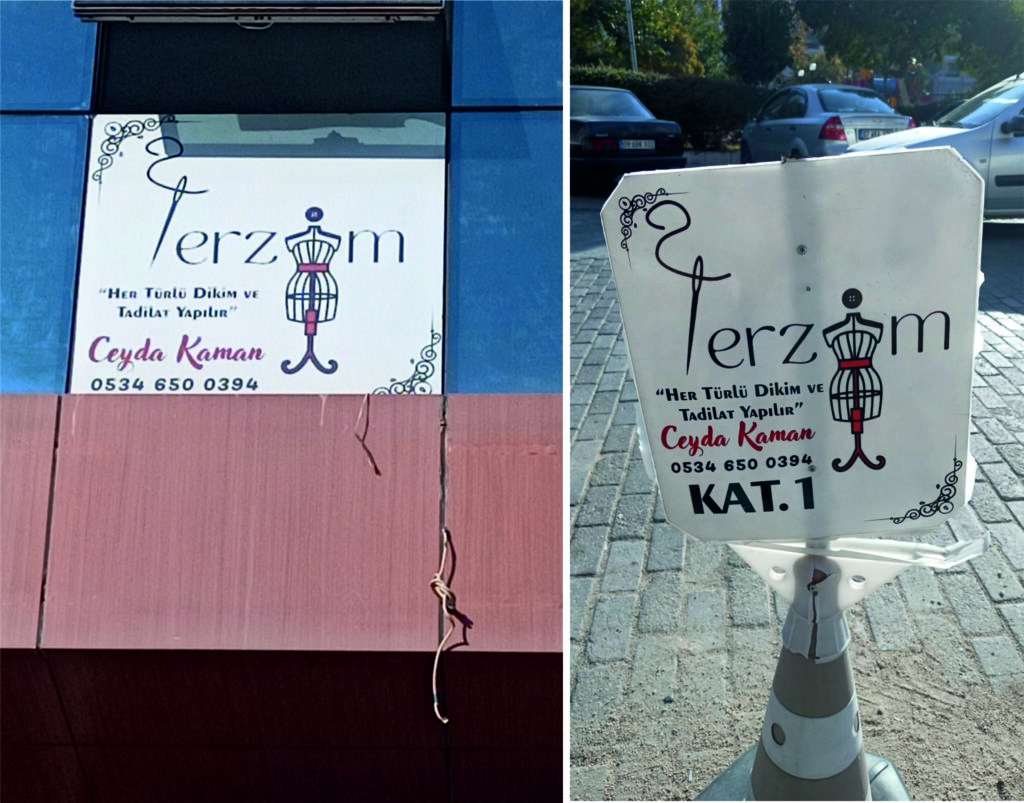 Terzim
“Her Türlü Dikim ve
Tadilat Yapılır”
Ceyda Kaman
0534 650 0394
Terzim
“Her Türlü Dikim ve
Tadilat Yapılır”
Ceyda Kaman
0534 650 0394
KAT.1